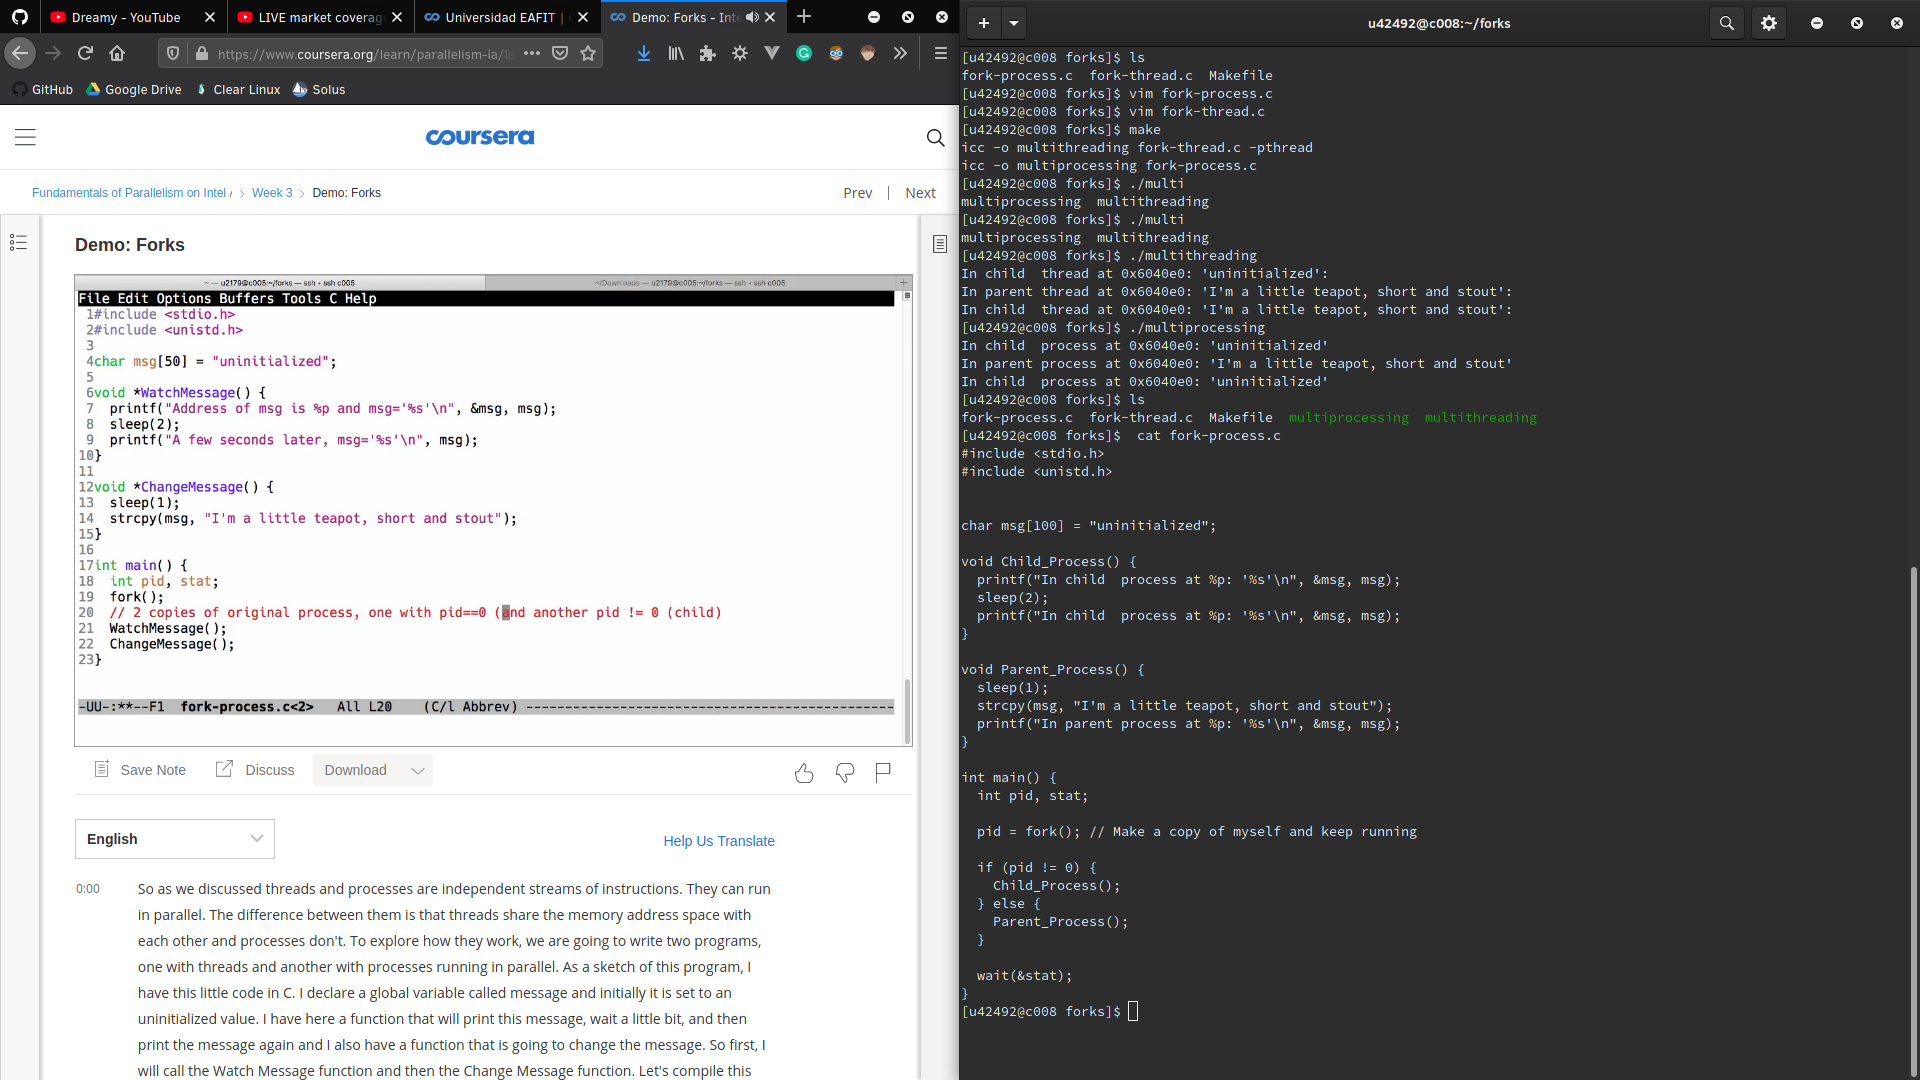 Dreamy - YouTube
LIVE market coverag
Universidad EAFIT |
Demo: Forks - Inte
https://www.coursera.org/learn/parallelism-ia/le
GitHub
Google Drive
Clear Linux
Solus
coursera
Fundamentals of Parallelism on Intel
Week 3
Demo: Forks
Prev
Next
Demo: Forks
~ — u2179@c005:~/forks — ssh • ssh c005
~/Downloads — u2179@c005:~/forks — ssh • ssh c005
File Edit Options Buffers Tools C Help
1#include <stdio.h>
2#include <unistd.h>
3
4char msg[50] = "uninitialized";
5
6void *WatchMessage() {
7  printf("Address of msg is %p and msg='%s'\n", &msg, msg);
8  sleep(2);
9  printf("A few seconds later, msg='%s'\n", msg);
10}
11
12void *ChangeMessage() {
13  sleep(1);
14  strcpy(msg, "I'm a little teapot, short and stout");
15}
16
17int main() {
18  int pid, stat;
19  fork();
20  // 2 copies of original process, one with pid==0 (and another pid != 0 (child)
21  WatchMessage();
22  ChangeMessage();
23}
-UU-:**--F1  fork-process.c<2>   All L20    (C/l Abbrev) -----------------------------------------------
Save Note
Discuss
Download
English
Help Us Translate
0:00
So as we discussed threads and processes are independent streams of instructions. They can run
in parallel. The difference between them is that threads share the memory address space with
each other and processes don't. To explore how they work, we are going to write two programs,
one with threads and another with processes running in parallel. As a sketch of this program, I
have this little code in C. I declare a global variable called message and initially it is set to an
uninitialized value. I have here a function that will print this message, wait a little bit, and then
print the message again and I also have a function that is going to change the message. So first, I
will call the Watch Message function and then the Change Message function. Let's compile this
u42492@c008:~/forks
[u42492@c008 forks]$ ls
fork-process.c  fork-thread.c  Makefile
[u42492@c008 forks]$ vim fork-process.c
[u42492@c008 forks]$ vim fork-thread.c
[u42492@c008 forks]$ make
icc -o multithreading fork-thread.c -pthread
icc -o multiprocessing fork-process.c
[u42492@c008 forks]$ ./multi
multiprocessing  multithreading
[u42492@c008 forks]$ ./multi
multiprocessing  multithreading
[u42492@c008 forks]$ ./multithreading
In child  thread at 0x6040e0: 'uninitialized':
In parent thread at 0x6040e0: 'I'm a little teapot, short and stout':
In child  thread at 0x6040e0: 'I'm a little teapot, short and stout':
[u42492@c008 forks]$ ./multiprocessing
In child  process at 0x6040e0: 'uninitialized'
In parent process at 0x6040e0: 'I'm a little teapot, short and stout'
In child  process at 0x6040e0: 'uninitialized'
[u42492@c008 forks]$ ls
fork-process.c  fork-thread.c  Makefile  multiprocessing  multithreading
[u42492@c008 forks]$  cat fork-process.c
#include <stdio.h>
#include <unistd.h>
char msg[100] = "uninitialized";
void Child_Process() {
  printf("In child  process at %p: '%s'\n", &msg, msg);
  sleep(2);
  printf("In child  process at %p: '%s'\n", &msg, msg);
}
void Parent_Process() {
  sleep(1);
  strcpy(msg, "I'm a little teapot, short and stout");
  printf("In parent process at %p: '%s'\n", &msg, msg);
}
int main() {
  int pid, stat;
  pid = fork(); // Make a copy of myself and keep running
  if (pid != 0) {
    Child_Process();
  } else {
    Parent_Process();
  }
  wait(&stat);
}
[u42492@c008 forks]$